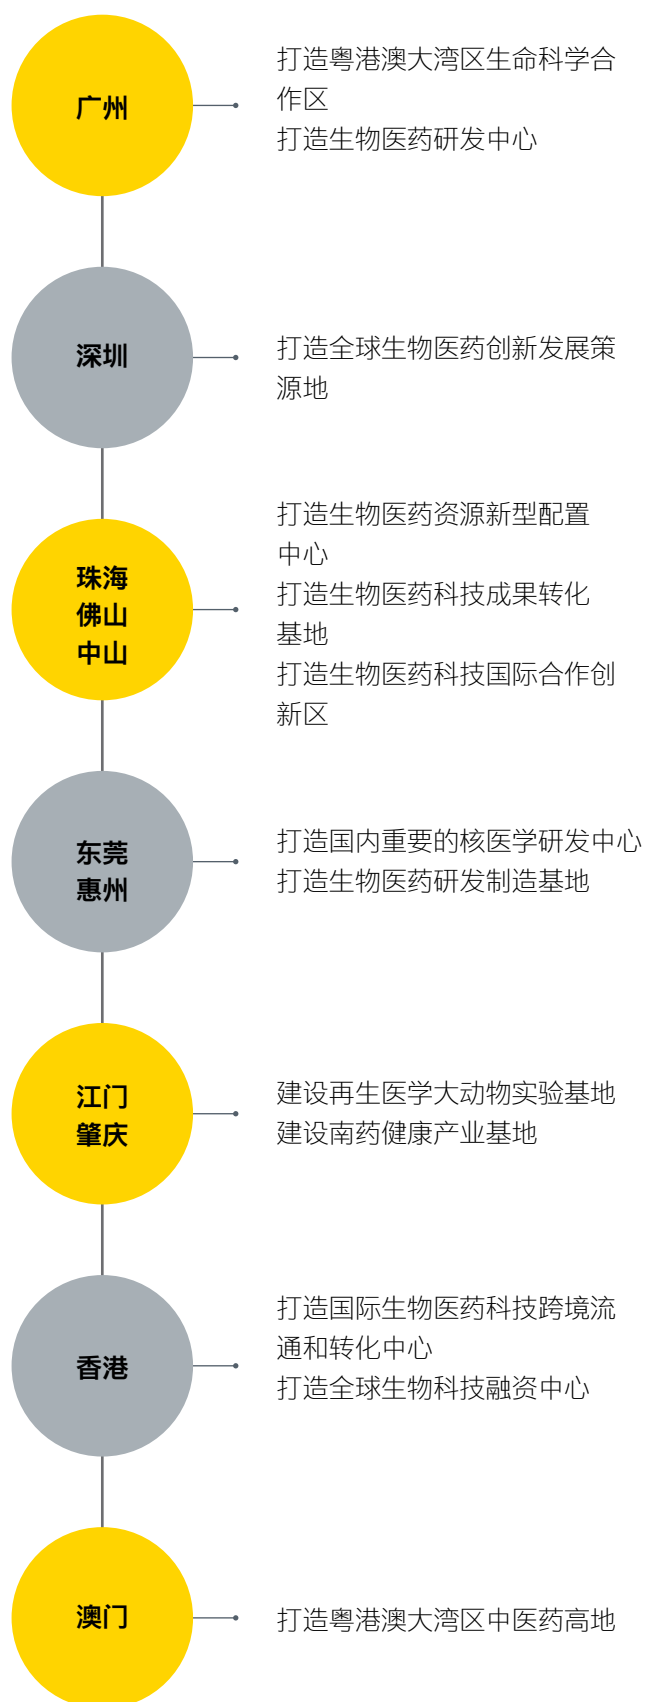 广州
打造粤港澳大湾区生命科学合
作区
打造生物医药研发中心
深圳
打造全球生物医药创新发展策
源地
珠海
佛山
中山
打造生物医药资源新型配置
中心
打造生物医药科技成果转化
基地
打造生物医药科技国际合作创
新区
东莞
惠州
打造国内重要的核医学研发中心
打造生物医药研发制造基地
江门
肇庆
建设再生医学大动物实验基地
建设南药健康产业基地
香港
打造国际生物医药科技跨境流
通和转化中心
打造全球生物科技融资中心
澳门
打造粤港澳大湾区中医药高地